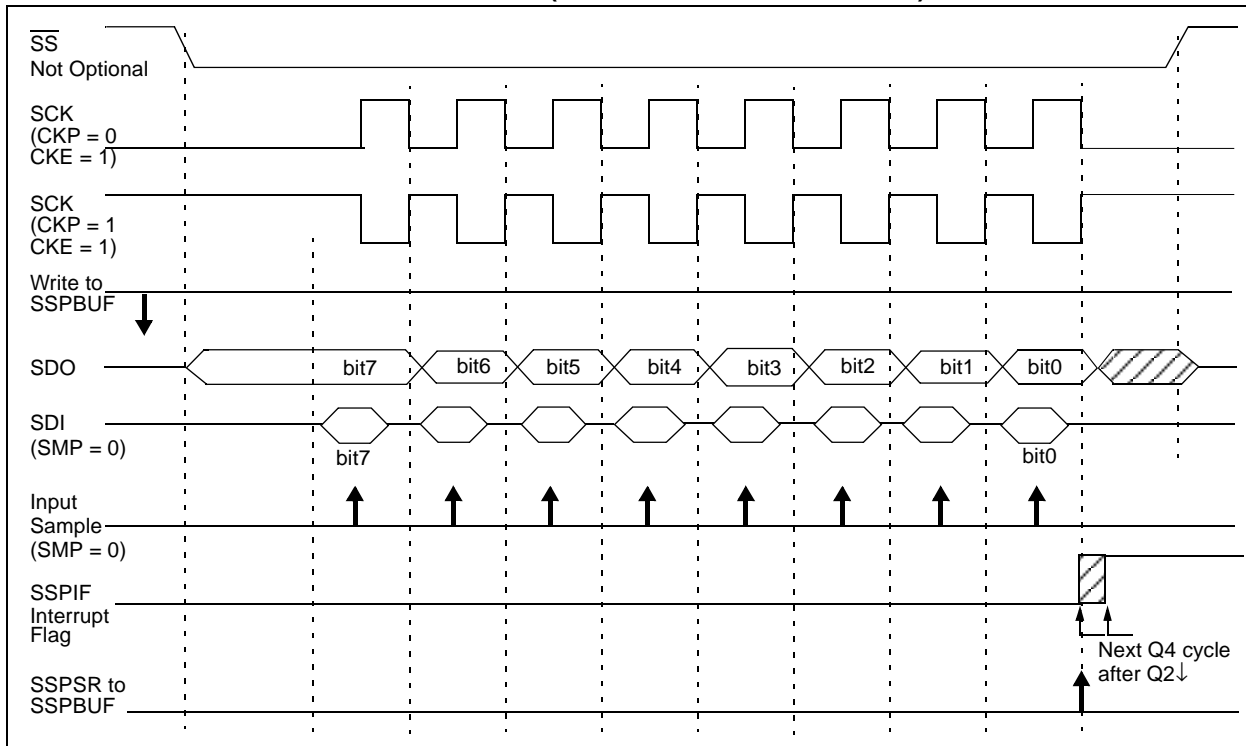 SS
Not Optional
SCK
(CKP = 0
CKE = 1)
SCK
(CKP = 1
CKE = 1)
Write to
SSPBUF
SDO
bit7
bit6
bit5
bit4
bit3
bit2
bit1
bit0
SDI
(SMP = 0)
bit7
bit0
Input
Sample
(SMP = 0)
SSPIF
Interrupt
Flag
Next Q4 cycle
after Q2↓
SSPSR to
SSPBUF